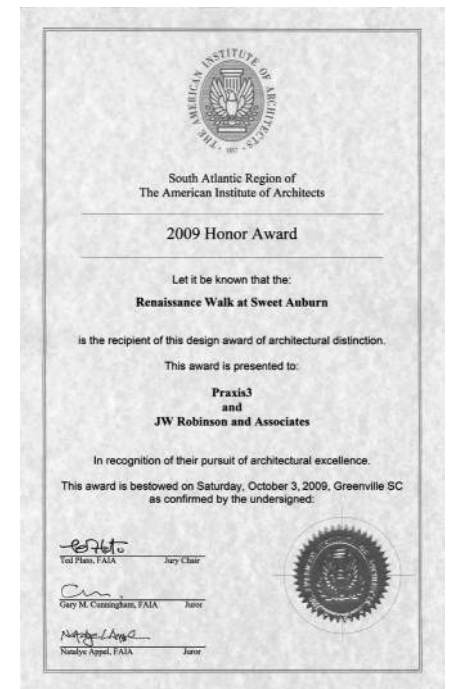 THE AMERICAN INSTITUTE OF ARCHITECTS
1857
South Atlantic Region of
The American Institute of Architects
2009 Honor Award
Let it be known that the:
Renaissance Walk at Sweet Auburn
is the recipient of this design award of architectural distinction.
This award is presented to:
Praxis3
and
JW Robinson and Associates
In recognition of their pursuit of architectural excellence.
This award is bestowed on Saturday, October 3, 2009, Greenville SC
as confirmed by the undersigned:
Ted Flato, FAIA Jury Chair
Gary M. Cunningham, FAIA Juror
Natalye Appel, FAIA Juror